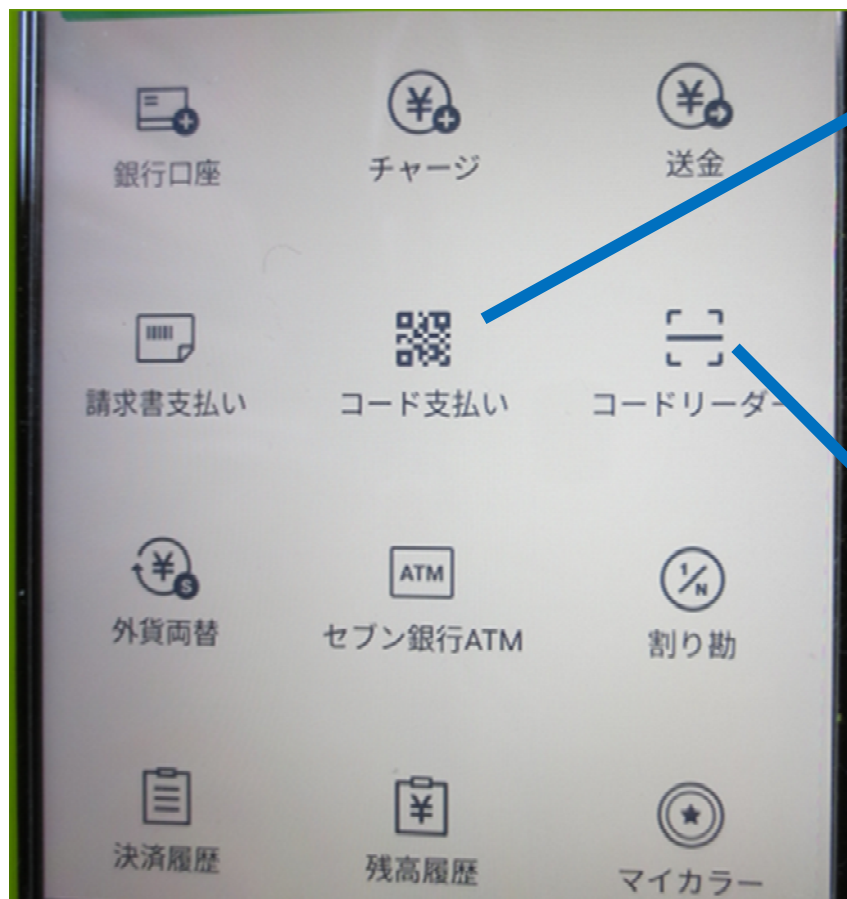 銀行口座
チャージ
送金
請求書支払い
コード支払い
コードリーダー
外貨両替
ATM
セブン銀行ATM
1/N
割り勘
決済履歴
残高履歴
マイカラー